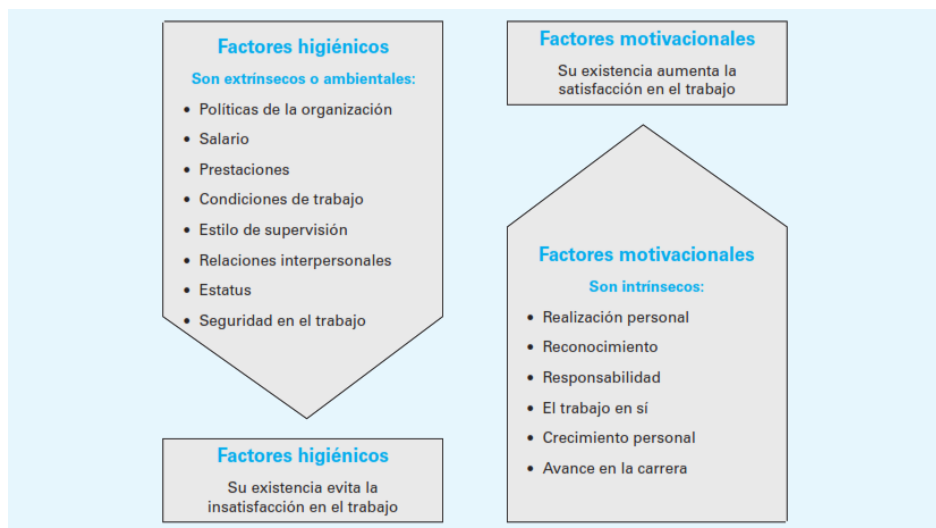 Factores higiénicos
Son extrínsecos o ambientales:
• Políticas de la organización
• Salario
• Prestaciones
• Condiciones de trabajo
• Estilo de supervisión
• Relaciones interpersonales
• Estatus
• Seguridad en el trabajo
Factores higiénicos
Su existencia evita la
insatisfacción en el trabajo
Factores motivacionales
Su existencia aumenta la
satisfacción en el trabajo
Factores motivacionales
Son intrínsecos:
• Realización personal
• Reconocimiento
• Responsabilidad
• El trabajo en sí
• Crecimiento personal
• Avance en la carrera